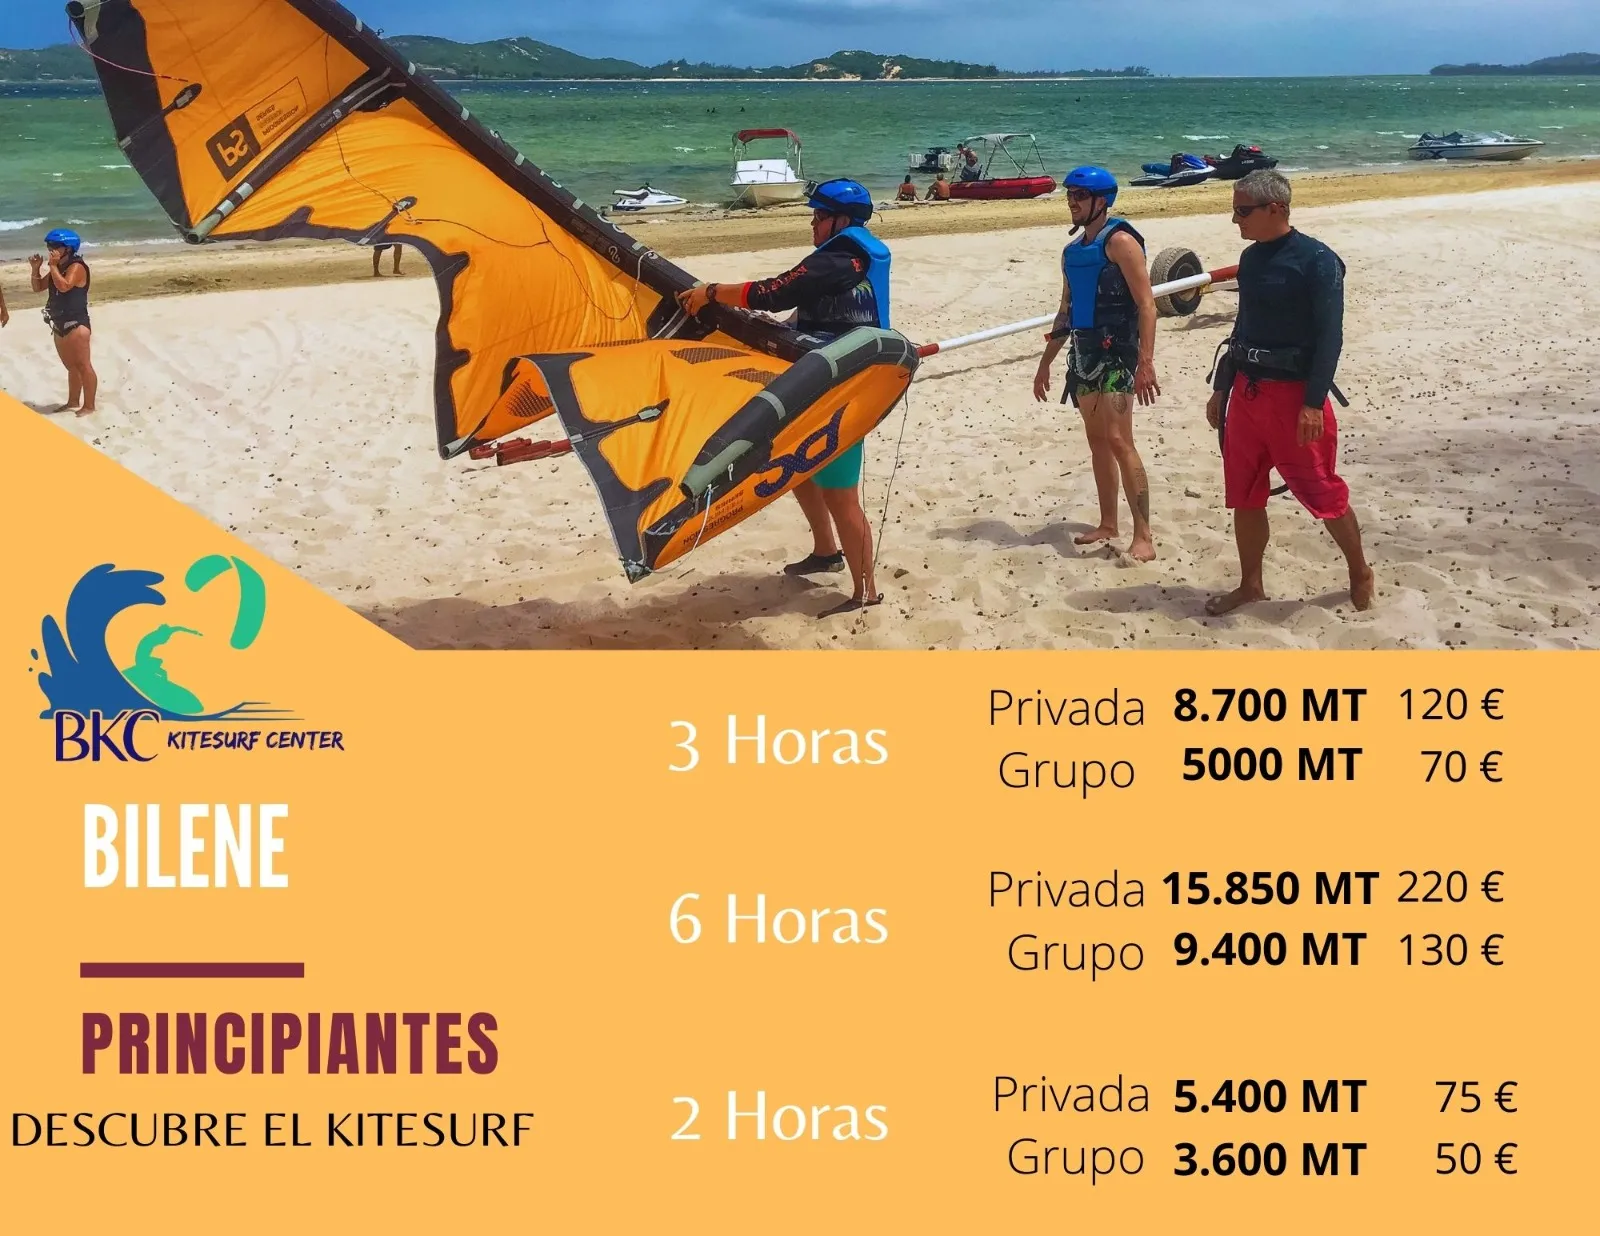 BKC KITESURF CENTER
BILENE
PRINCIPIANTES
DESCUBRE EL KITESURF
3 Horas
Privada 8.700 MT 120 €
Grupo 5000 MT 70 €
6 Horas
Privada 15.850 MT 220 €
Grupo 9.400 MT 130 €
2 Horas
Privada 5.400 MT 75 €
Grupo 3.600 MT 50 €